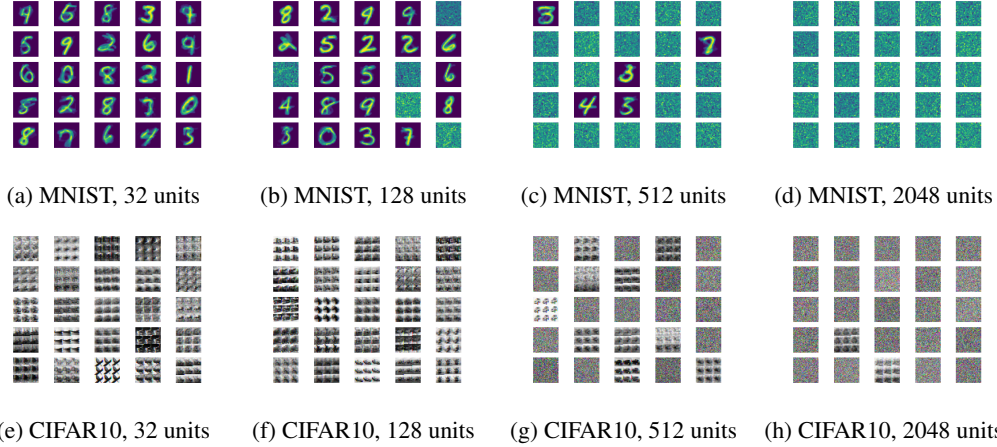 (a) MNIST, 32 units (b) MNIST, 128 units (c) MNIST, 512 units (d) MNIST, 2048 units
(e) CIFAR10, 32 units (f) CIFAR10, 128 units (g) CIFAR10, 512 units (h) CIFAR10, 2048 units